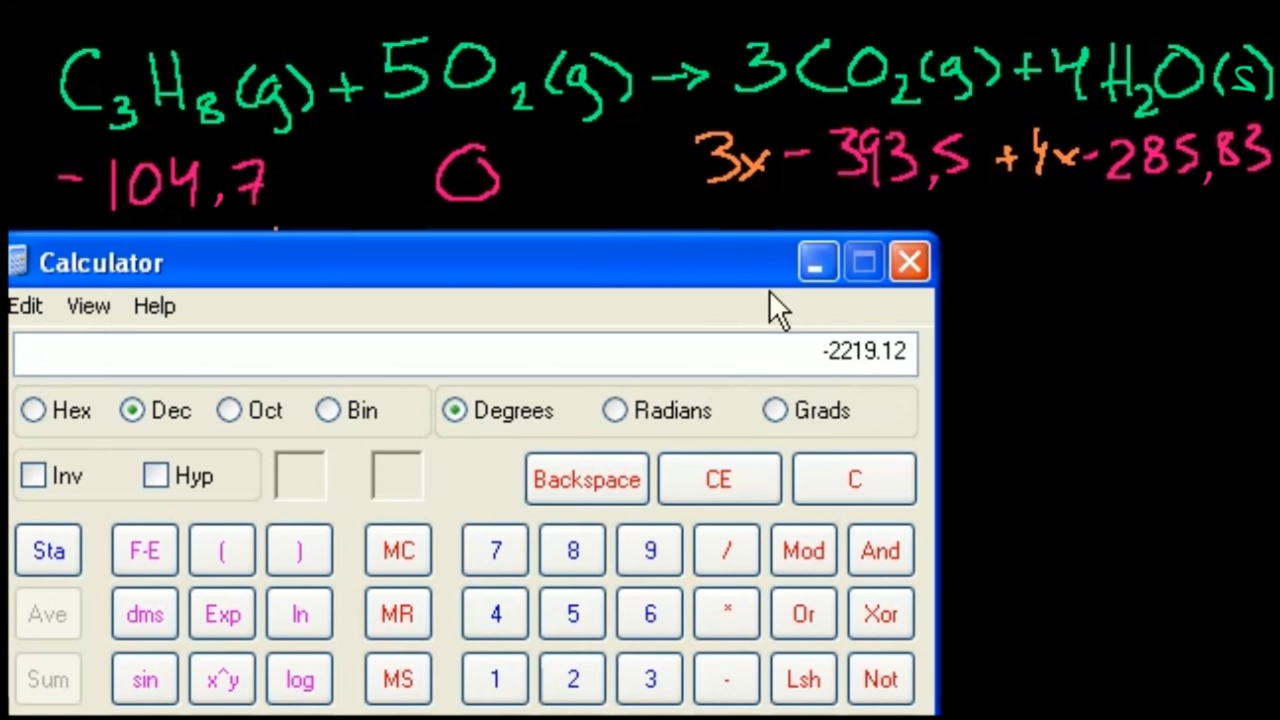 C₃H₈(g) + 5O₂(g) → 3CO₂(g) + 4H₂O(s)
-104,7 0 3x - 393,5 + 4x - 285,83
Calculator
Edit View Help
-2219.12
Hex Dec Oct Bin Degrees Radians Grads
Inv Hyp Backspace CE C
Sta F-E ( ) MC 7 8 9 / Mod And
Ave dms Exp ln MR 4 5 6 * Or Xor
Sum sin x^y log MS 1 2 3 - Lsh Not